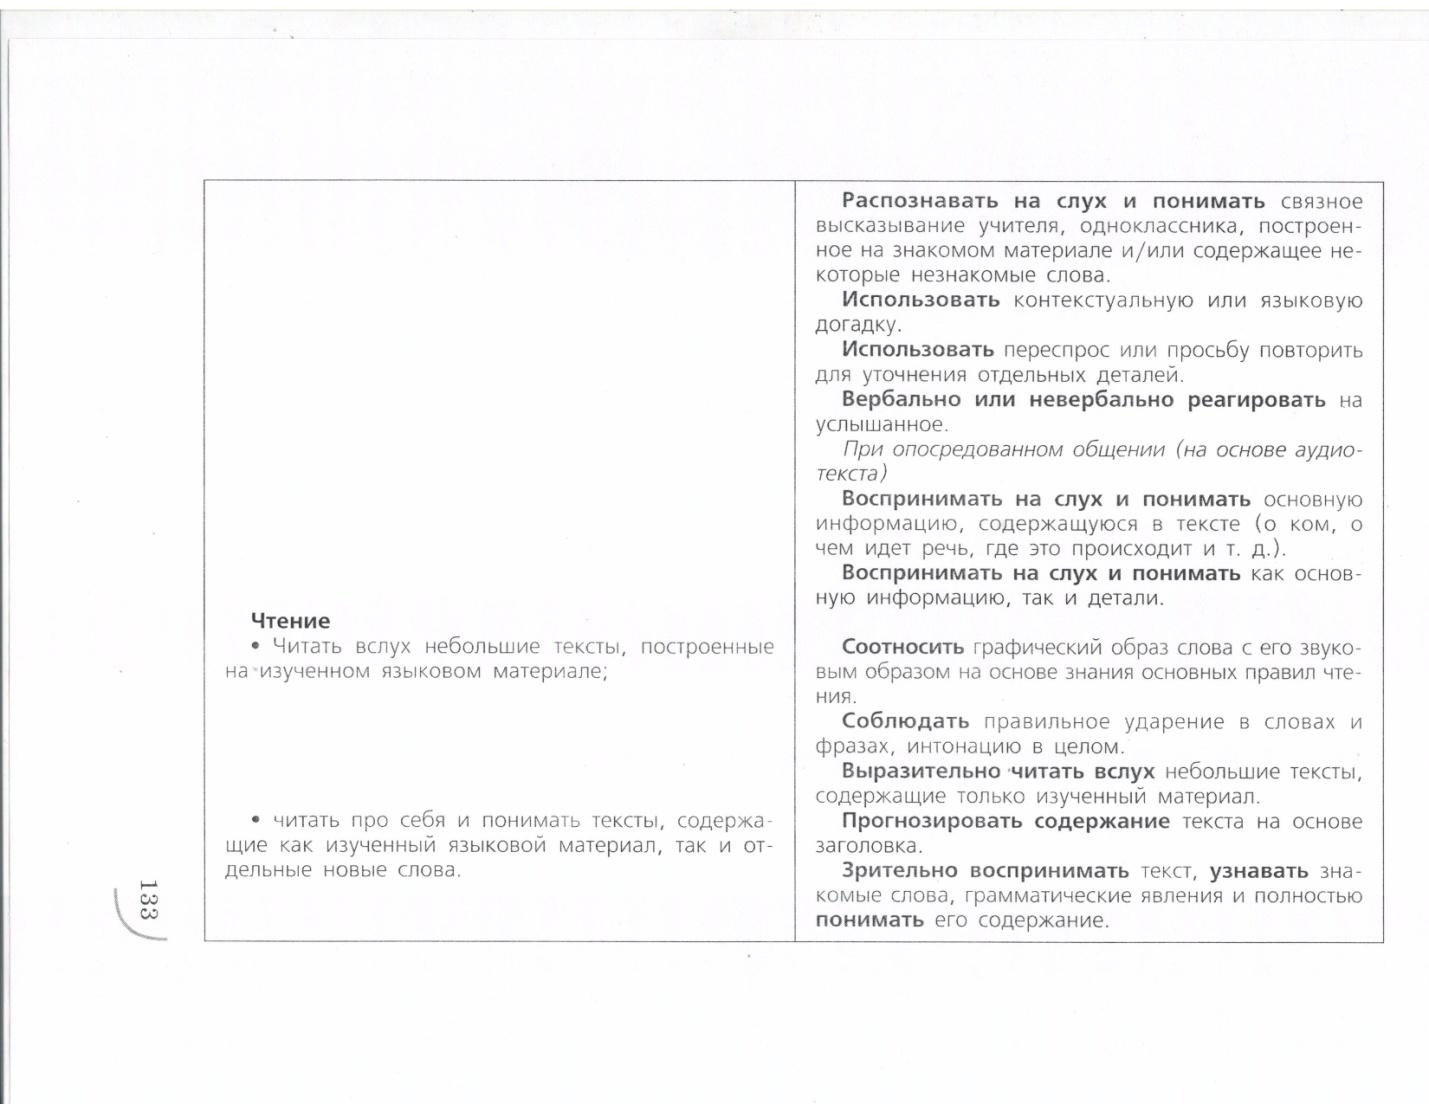 Распознавать на слух и понимать связное
высказывание учителя, одноклассника, построен-
ное на знакомом материале и/или содержащее не-
которые незнакомые слова.
Использовать контекстуальную или языковую
догадку.
Использовать переспрос или просьбу повторить
для уточнения отдельных деталей.
Вербально или невербально реагировать на
услышанное.
При опосредованном общении (на основе аудио-
текста)
Воспринимать на слух и понимать основную
информацию, содержащуюся в тексте (о ком, о
чем идет речь, где это происходит и т. д.).
Воспринимать на слух и понимать как основ-
ную информацию, так и детали.
Чтение
• Читать вслух небольшие тексты, построенные
на изученном языковом материале;
Соотносить графический образ слова с его звуко-
вым образом на основе знания основных правил чте-
ния.
Соблюдать правильное ударение в словах и
фразах, интонацию в целом.
Выразительно читать вслух небольшие тексты,
содержащие только изученный материал.
• читать про себя и понимать тексты, содержа-
щие как изученный языковой материал, так и от-
дельные новые слова.
Прогнозировать содержание текста на основе
заголовка.
Зрительно воспринимать текст, узнавать зна-
комые слова, грамматические явления и полностью
понимать его содержание.
133